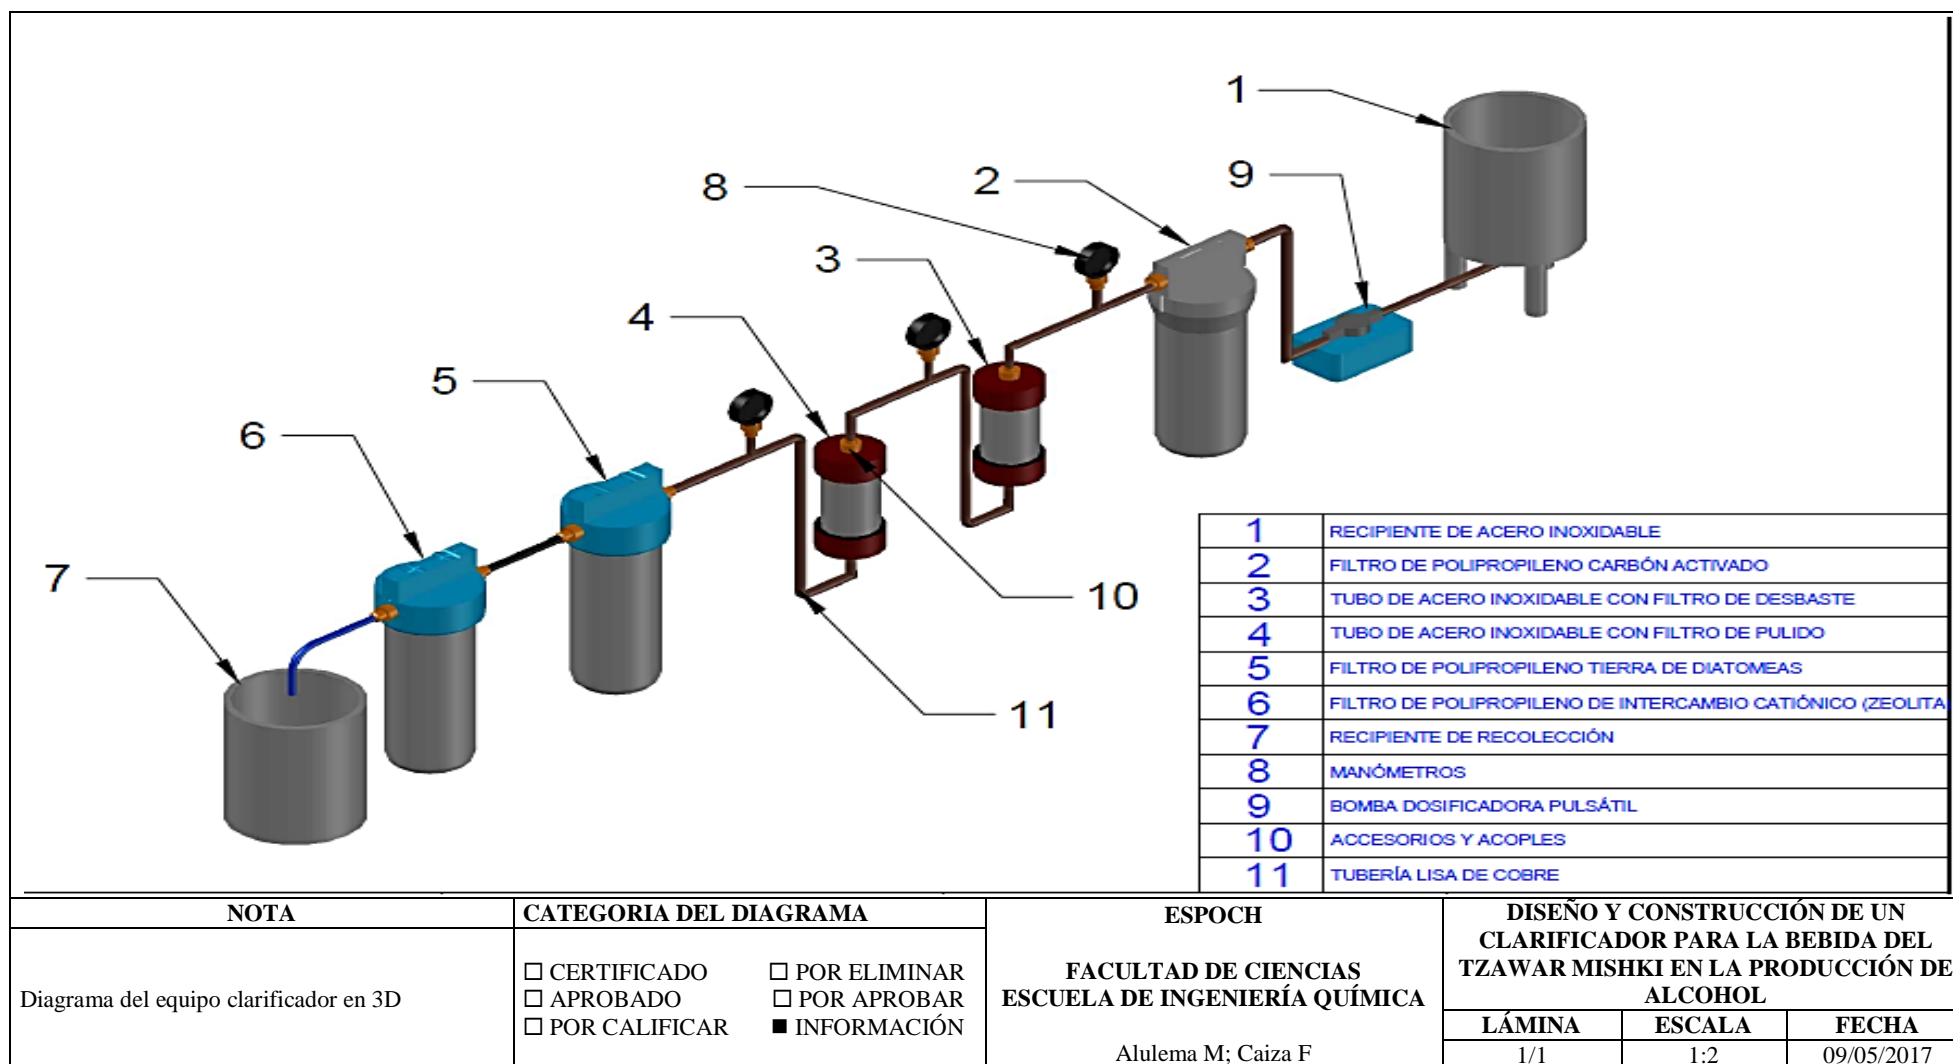 1
9
2
8
3
4
5
6
7
10
11
1 RECIPIENTE DE ACERO INOXIDABLE
2 FILTRO DE POLIPROPILENO CARBÓN ACTIVADO
3 TUBO DE ACERO INOXIDABLE CON FILTRO DE DESBASTE
4 TUBO DE ACERO INOXIDABLE CON FILTRO DE PULIDO
5 FILTRO DE POLIPROPILENO TIERRA DE DIATOMEAS
6 FILTRO DE POLIPROPILENO DE INTERCAMBIO CATIÓNICO (ZEOLITA
7 RECIPIENTE DE RECOLECCIÓN
8 MANÓMETROS
9 BOMBA DOSIFICADORA PULSÁTIL
10 ACCESORIOS Y ACOPLES
11 TUBERÍA LISA DE COBRE
NOTA
Diagrama del equipo clarificador en 3D
CATEGORIA DEL DIAGRAMA
☐ CERTIFICADO ☐ POR ELIMINAR
☐ APROBADO ☐ POR APROBAR
☐ POR CALIFICAR ■ INFORMACIÓN
ESPOCH
FACULTAD DE CIENCIAS
ESCUELA DE INGENIERÍA QUÍMICA
Alulema M; Caiza F
DISEÑO Y CONSTRUCCIÓN DE UN
CLARIFICADOR PARA LA BEBIDA DEL
TZAWAR MISHKI EN LA PRODUCCIÓN DE
ALCOHOL
LÁMINA ESCALA FECHA
1/1 1:2 09/05/2017